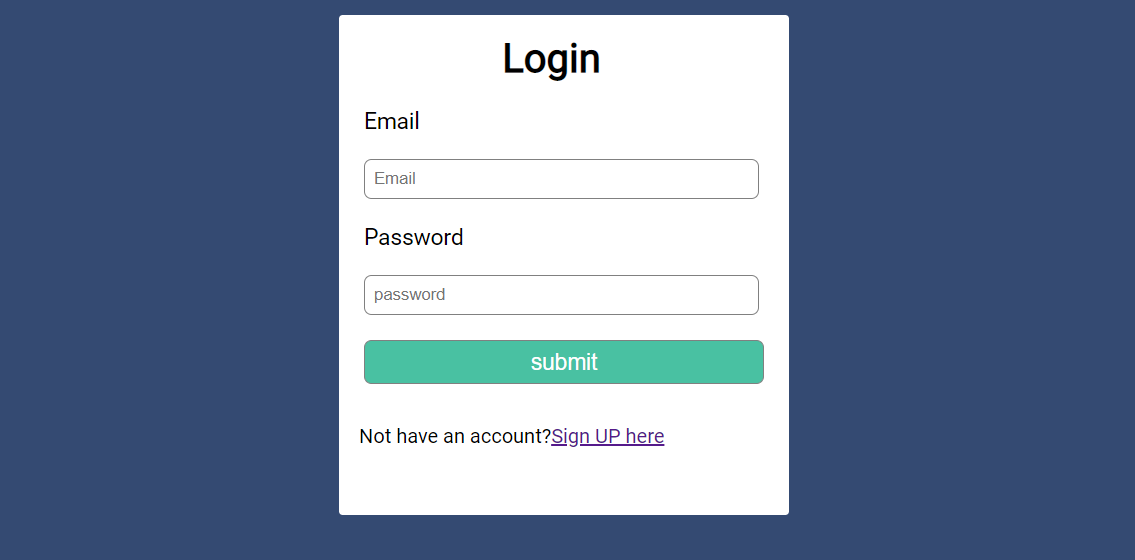 Login
Email
Email
Password
password
submit
Not have an account?Sign UP here